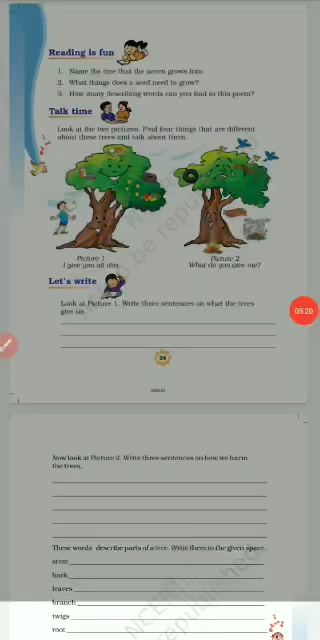 Reading is fun
1. Name the tree that the acorn grows into.
2. What things does a seed need to grow?
3. How many describing words can you find in this poem?
Talk time
Look at the two pictures. Find four things that are different
about these trees and talk about them.
Picture 1
I give you all this.
Picture 2
What do you give me?
Let's write
Look at Picture 1. Write three sentences on what the trees
give us.
05:20
24
Now look at Picture 2. Write three sentences on how we harm
the trees.
These words describe parts of a tree. Write them in the given space.
stem
bark
leaves
branch
twigs
root